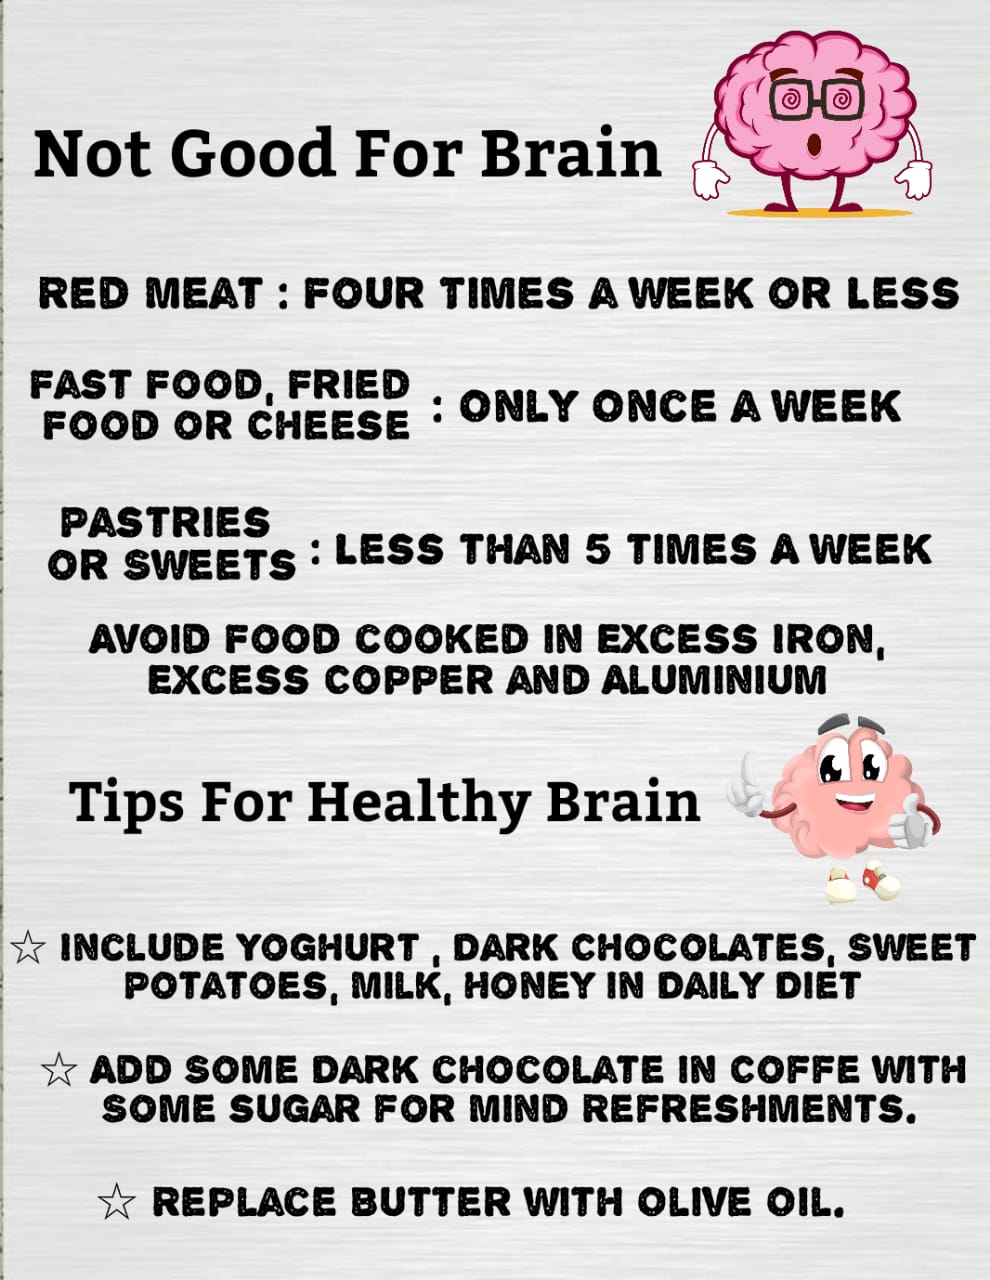 Not Good For Brain
RED MEAT : FOUR TIMES A WEEK OR LESS
FAST FOOD, FRIED
FOOD OR CHEESE : ONLY ONCE A WEEK
PASTRIES
OR SWEETS : LESS THAN 5 TIMES A WEEK
AVOID FOOD COOKED IN EXCESS IRON,
EXCESS COPPER AND ALUMINIUM
Tips For Healthy Brain
☆ INCLUDE YOGHURT , DARK CHOCOLATES, SWEET
POTATOES, MILK, HONEY IN DAILY DIET
☆ ADD SOME DARK CHOCOLATE IN COFFE WITH
SOME SUGAR FOR MIND REFRESHMENTS.
☆ REPLACE BUTTER WITH OLIVE OIL.